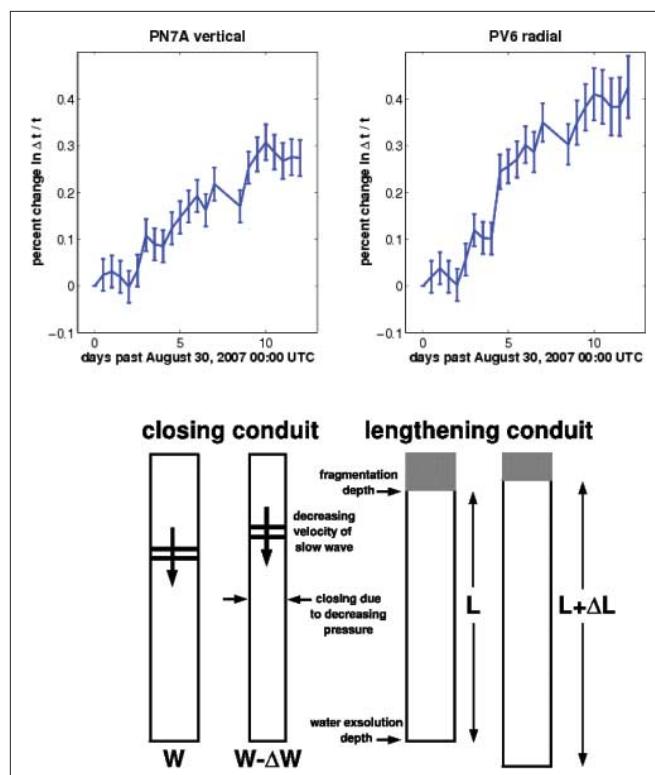 PN7A vertical
percent change in Δ t / t
0.4
0.3
0.2
0.1
0
−0.1
0
5
10
days past August 30, 2007 00:00 UTC
PV6 radial
percent change in Δ t / t
0.4
0.3
0.2
0.1
0
−0.1
0
5
10
days past August 30, 2007 00:00 UTC
closing conduit
decreasing
velocity of
slow wave
closing due
to decreasing
pressure
W
W-ΔW
lengthening conduit
fragmentation
depth
L
L+ΔL
water exsolution
depth